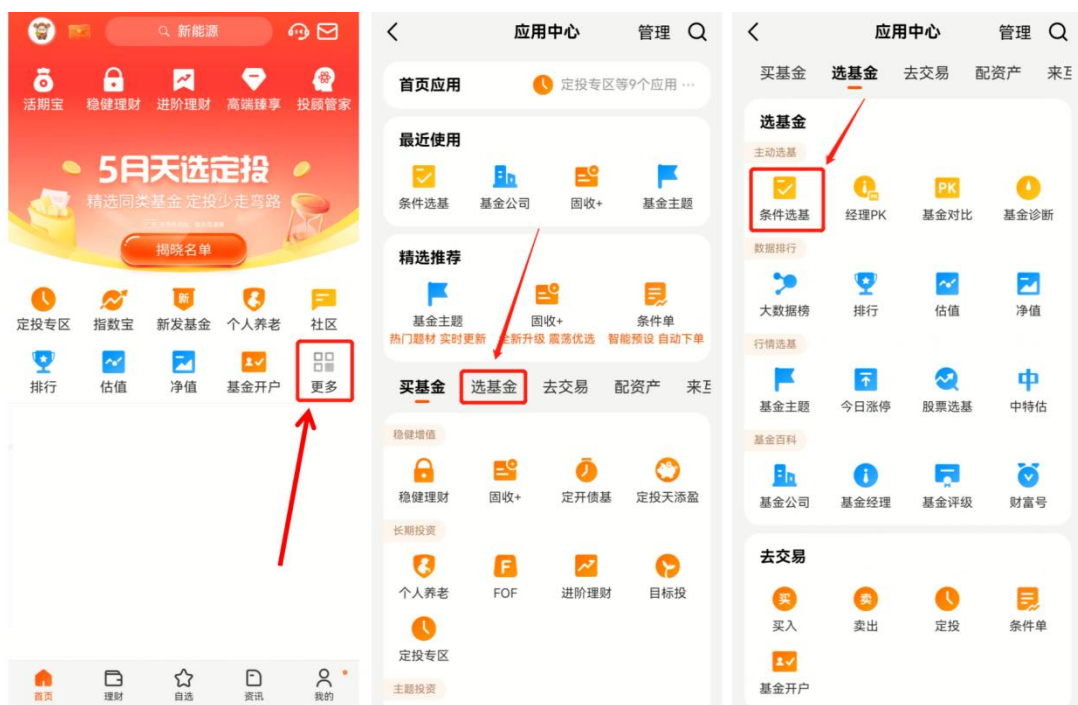 新能源
活期宝 稳健理财 进阶理财 高端臻享 投顾管家
5月天选定投
精选同类基金 定投少走弯路
揭晓名单
定投专区 指数宝 新发基金 个人养老 社区
排行 估值 净值 基金开户 更多
首页 理财 自选 资讯 我的
应用中心 管理
首页应用 定投专区等9个应用 ···
最近使用
条件选基 基金公司 固收+ 基金主题
精选推荐
基金主题 固收+ 条件单
热门题材 实时更新 全新升级 震荡优选 智能预设 自动下单
买基金 选基金 去交易 配资产
稳健增值
稳健理财 固收+ 定开债基 定投天添盈
长期投资
个人养老 FOF 进阶理财 目标投
定投专区
主题投资
应用中心 管理
买基金 选基金 去交易 配资产
选基金
主动选基
PK
条件选基 经理PK 基金对比 基金诊断
数据排行
大数据榜 排行 估值 净值
行情选基
基金主题 今日涨停 股票选基 中特估
基金百科
基金公司 基金经理 基金评级 财富号
去交易
买 卖
买入 卖出 定投 条件单
基金开户